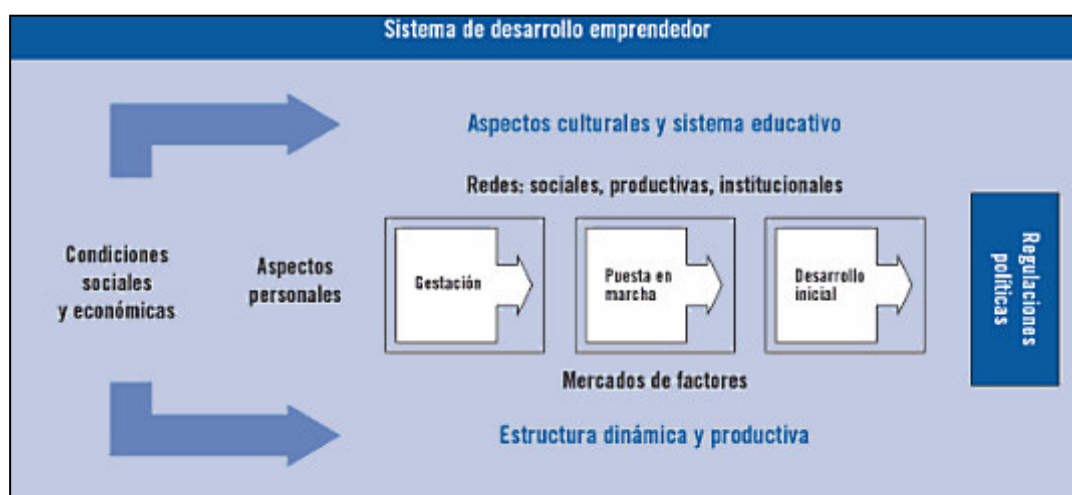 Sistema de desarrollo emprendedor
Aspectos culturales y sistema educativo
Redes: sociales, productivas, institucionales
Condiciones
sociales
y económicas
Aspectos
personales
Gestación
Puesta en
marcha
Desarrollo
inicial
Regulaciones
políticas
Mercados de factores
Estructura dinámica y productiva